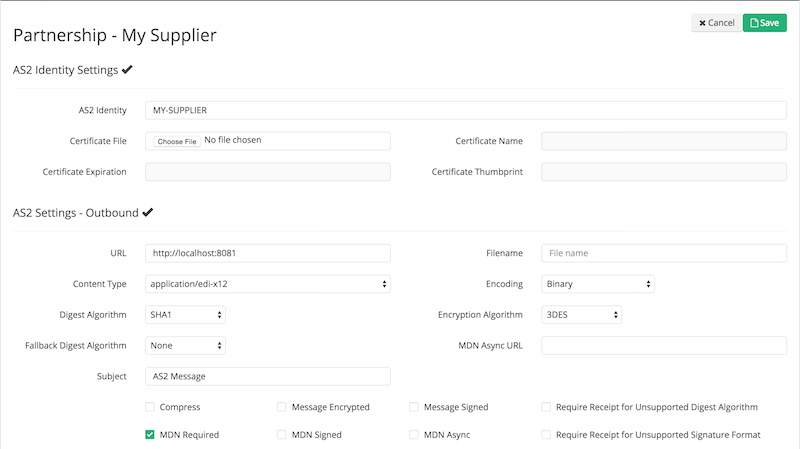 Cancel Save
Partnership - My Supplier
AS2 Identity Settings
AS2 Identity MY-SUPPLIER
Certificate File Choose File No file chosen Certificate Name
Certificate Expiration Certificate Thumbprint
AS2 Settings - Outbound
URL http://localhost:8081 Filename File name
Content Type application/edi-x12 Encoding Binary
Digest Algorithm SHA1 Encryption Algorithm 3DES
Fallback Digest Algorithm None MDN Async URL
Subject AS2 Message
Compress Message Encrypted Message Signed Require Receipt for Unsupported Digest Algorithm
MDN Required MDN Signed MDN Async Require Receipt for Unsupported Signature Format